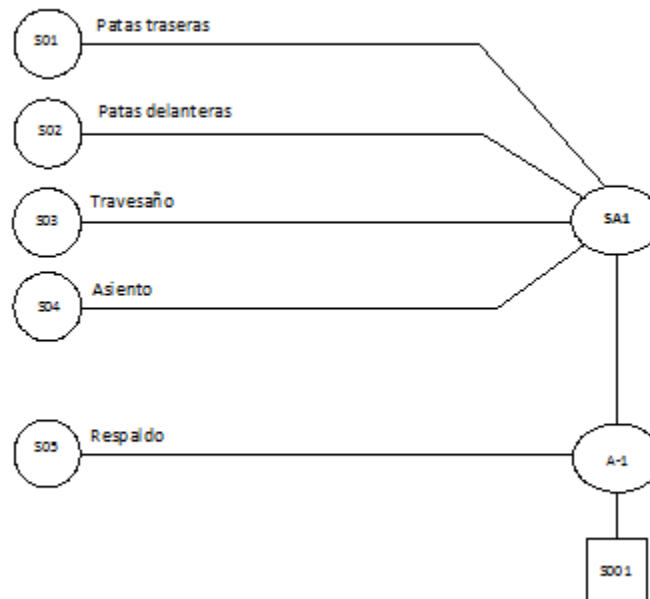 S01
Patas traseras
S02
Patas delanteras
S03
Travesaño
SA1
S04
Asiento
S05
Respaldo
A-1
S001